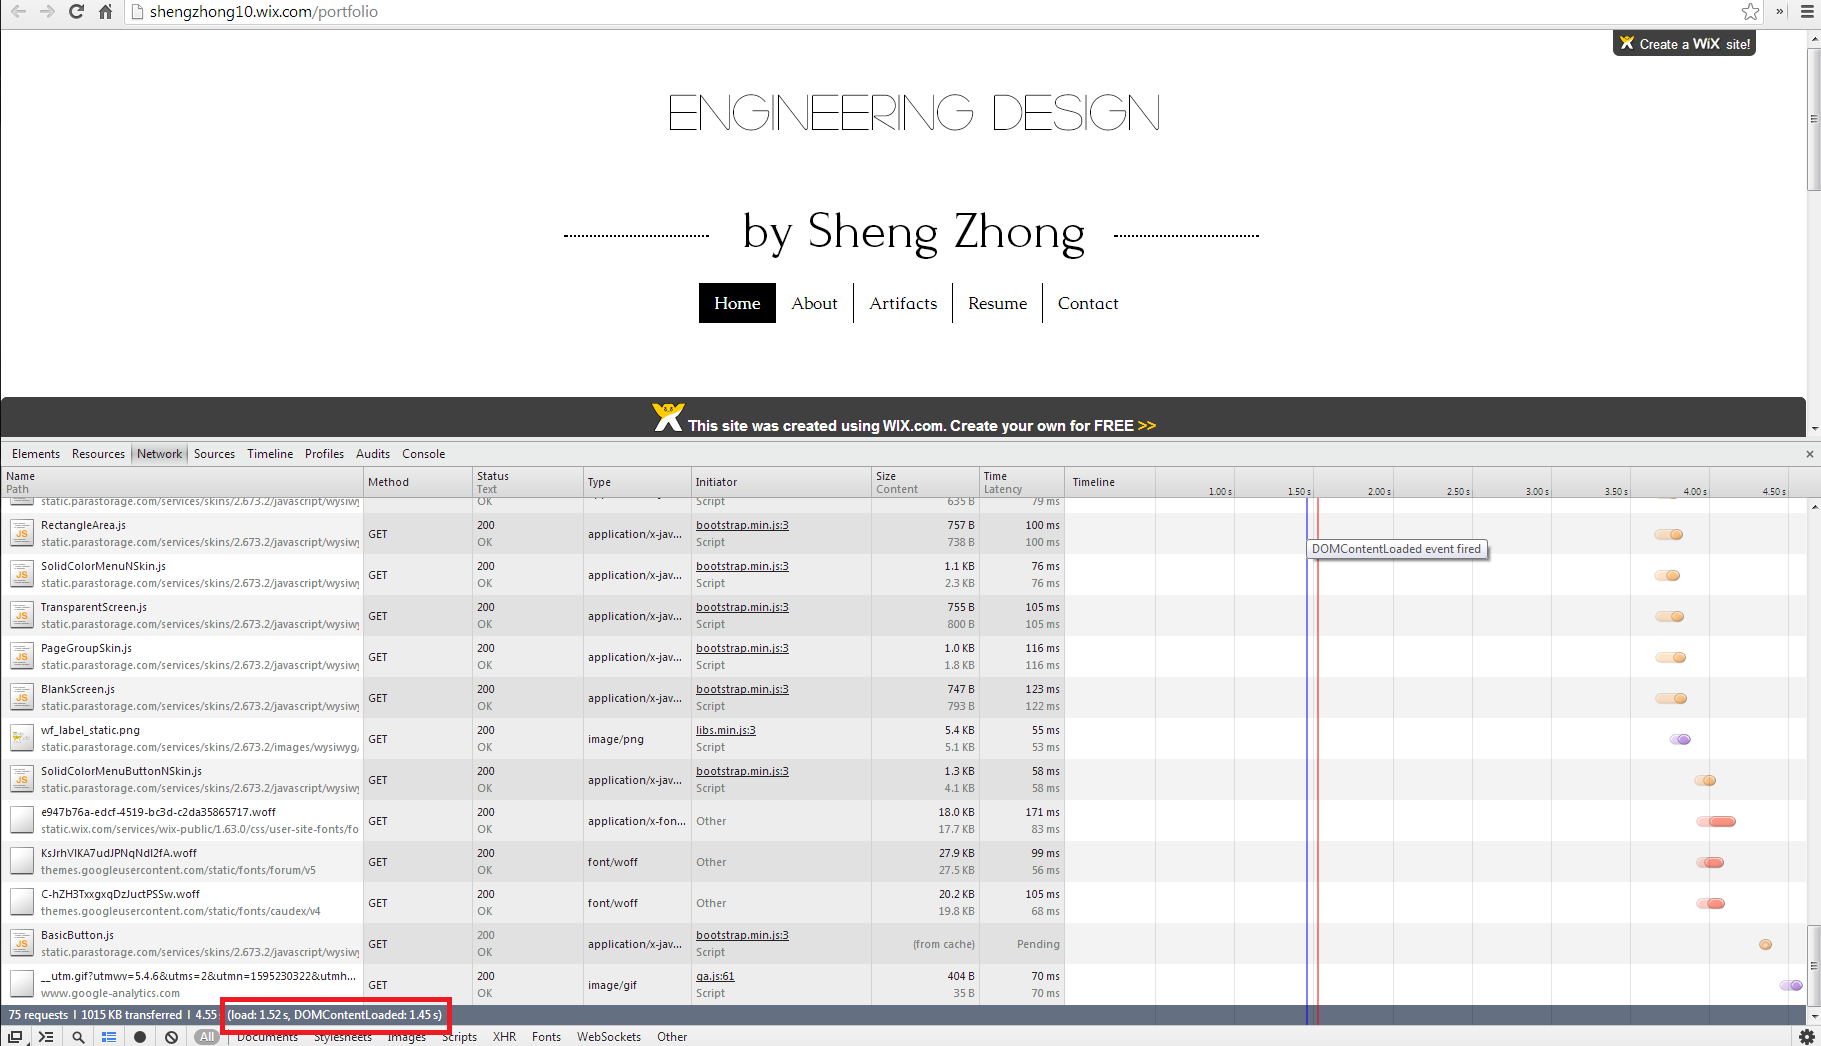 shengzhong10.wix.com/portfolio
»
Create a WiX site!
ENGINEERING DESIGN
by Sheng Zhong
Home About Artifacts Resume Contact
This site was created using WIX.com. Create your own for FREE >>
Elements Resources Network Sources Timeline Profiles Audits Console ×
Name Method Status Type Initiator Size Time Timeline
Path Text Content Latency
1.00 s 1.50 s 2.00 s 2.50 s 3.00 s 3.50 s 4.00 s 4.50 s
static.parastorage.com/services/skins/2.673.2/javascript/wysiwy OK Script 635 B 79 ms
RectangleArea.js 200 bootstrap.min.js:3 757 B 100 ms
GET application/x-jav...
static.parastorage.com/services/skins/2.673.2/javascript/wysiwy OK Script 738 B 100 ms
DOMContentLoaded event fired
SolidColorMenuNSkin.js 200 bootstrap.min.js:3 1.1 KB 76 ms
GET application/x-jav...
static.parastorage.com/services/skins/2.673.2/javascript/wysiwy OK Script 2.3 KB 76 ms
TransparentScreen.js 200 bootstrap.min.js:3 755 B 105 ms
GET application/x-jav...
static.parastorage.com/services/skins/2.673.2/javascript/wysiwy OK Script 800 B 105 ms
PageGroupSkin.js 200 bootstrap.min.js:3 1.0 KB 116 ms
GET application/x-jav...
static.parastorage.com/services/skins/2.673.2/javascript/wysiwy OK Script 1.8 KB 116 ms
BlankScreen.js 200 bootstrap.min.js:3 747 B 123 ms
GET application/x-jav...
static.parastorage.com/services/skins/2.673.2/javascript/wysiwy OK Script 793 B 122 ms
wf_label_static.png 200 libs.min.js:3 5.4 KB 55 ms
GET image/png
static.parastorage.com/services/skins/2.673.2/images/wysiwyg/ OK Script 5.1 KB 53 ms
SolidColorMenuButtonNSkin.js 200 bootstrap.min.js:3 1.3 KB 58 ms
GET application/x-jav...
static.parastorage.com/services/skins/2.673.2/javascript/wysiwy OK Script 4.1 KB 58 ms
e947b76a-edcf-4519-bc3d-c2da35865717.woff 200 18.0 KB 171 ms
GET application/x-fon... Other
static.wix.com/services/wix-public/1.63.0/css/user-site-fonts/fo OK 17.7 KB 83 ms
KsJrhVIKA7udJPNqNdI2fA.woff 200 27.9 KB 99 ms
GET font/woff Other
themes.googleusercontent.com/static/fonts/forum/v5 OK 27.5 KB 56 ms
C-hZH3TxxgxqDzJuctPSSw.woff 200 20.2 KB 105 ms
GET font/woff Other
themes.googleusercontent.com/static/fonts/caudex/v4 OK 19.8 KB 68 ms
BasicButton.js 200 bootstrap.min.js:3
GET application/x-jav... (from cache) Pending
static.parastorage.com/services/skins/2.673.2/javascript/wysiwy OK Script
__utm.gif?utmwv=5.4.6&utms=2&utmn=1595230322&utmh... 200 ga.js:61 404 B 70 ms
GET image/gif
www.google-analytics.com OK Script 35 B 70 ms
75 requests | 1015 KB transferred | 4.55 (load: 1.52 s, DOMContentLoaded: 1.45 s)
All Documents Stylesheets Images Scripts XHR Fonts WebSockets Other